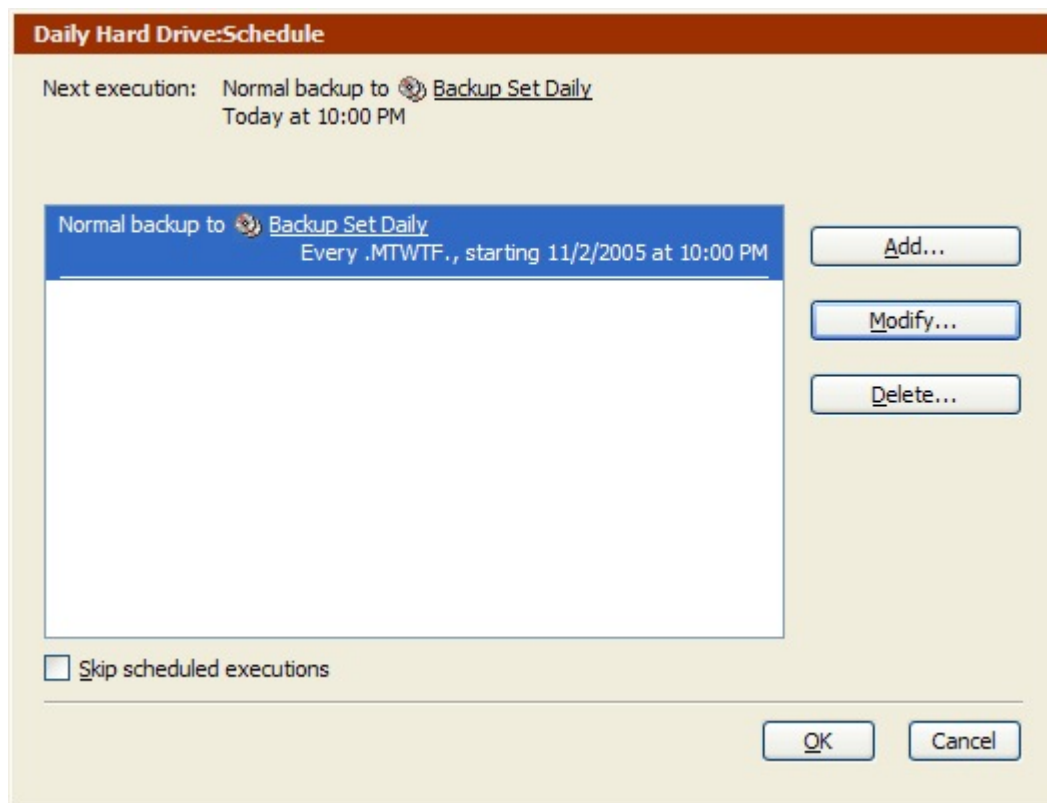 Daily Hard Drive:Schedule
Next execution: Normal backup to Backup Set Daily
Today at 10:00 PM
Normal backup to Backup Set Daily
Every .MTWTF., starting 11/2/2005 at 10:00 PM
Add...
Modify...
Delete...
Skip scheduled executions
OK Cancel